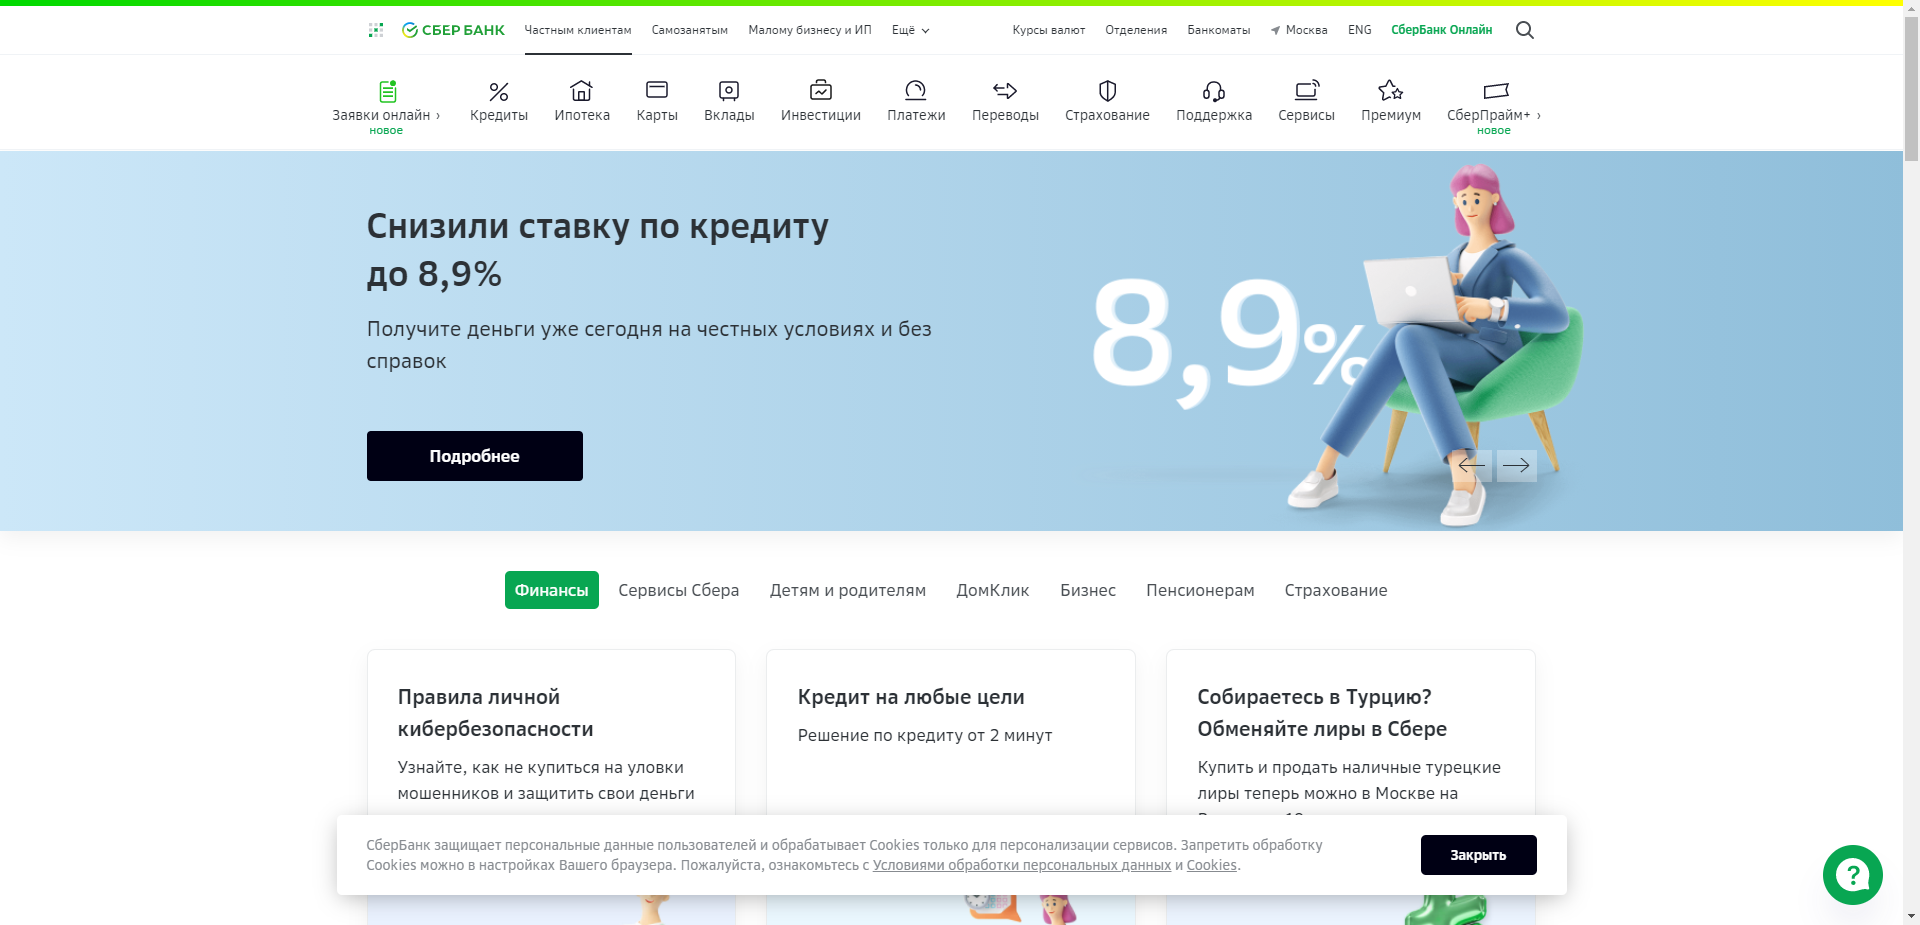 СБЕР БАНК
Частным клиентам
Самозанятым
Малому бизнесу и ИП
Ещё
Курсы валют
Отделения
Банкоматы
Москва
ENG
СберБанк Онлайн
Заявки онлайн ›
новое
Кредиты
Ипотека
Карты
Вклады
Инвестиции
Платежи
Переводы
Страхование
Поддержка
Сервисы
Премиум
СберПрайм+ ›
новое
Снизили ставку по кредиту
до 8,9%
Получите деньги уже сегодня на честных условиях и без
справок
Подробнее
8,9%
Финансы
Сервисы Сбера
Детям и родителям
ДомКлик
Бизнес
Пенсионерам
Страхование
Правила личной
кибербезопасности
Узнайте, как не купиться на уловки
мошенников и защитить свои деньги
Кредит на любые цели
Решение по кредиту от 2 минут
Собираетесь в Турцию?
Обменяйте лиры в Сбере
Купить и продать наличные турецкие
лиры теперь можно в Москве на
СберБанк защищает персональные данные пользователей и обрабатывает Cookies только для персонализации сервисов. Запретить обработку
Cookies можно в настройках Вашего браузера. Пожалуйста, ознакомьтесь с Условиями обработки персональных данных и Cookies.
Закрыть
?